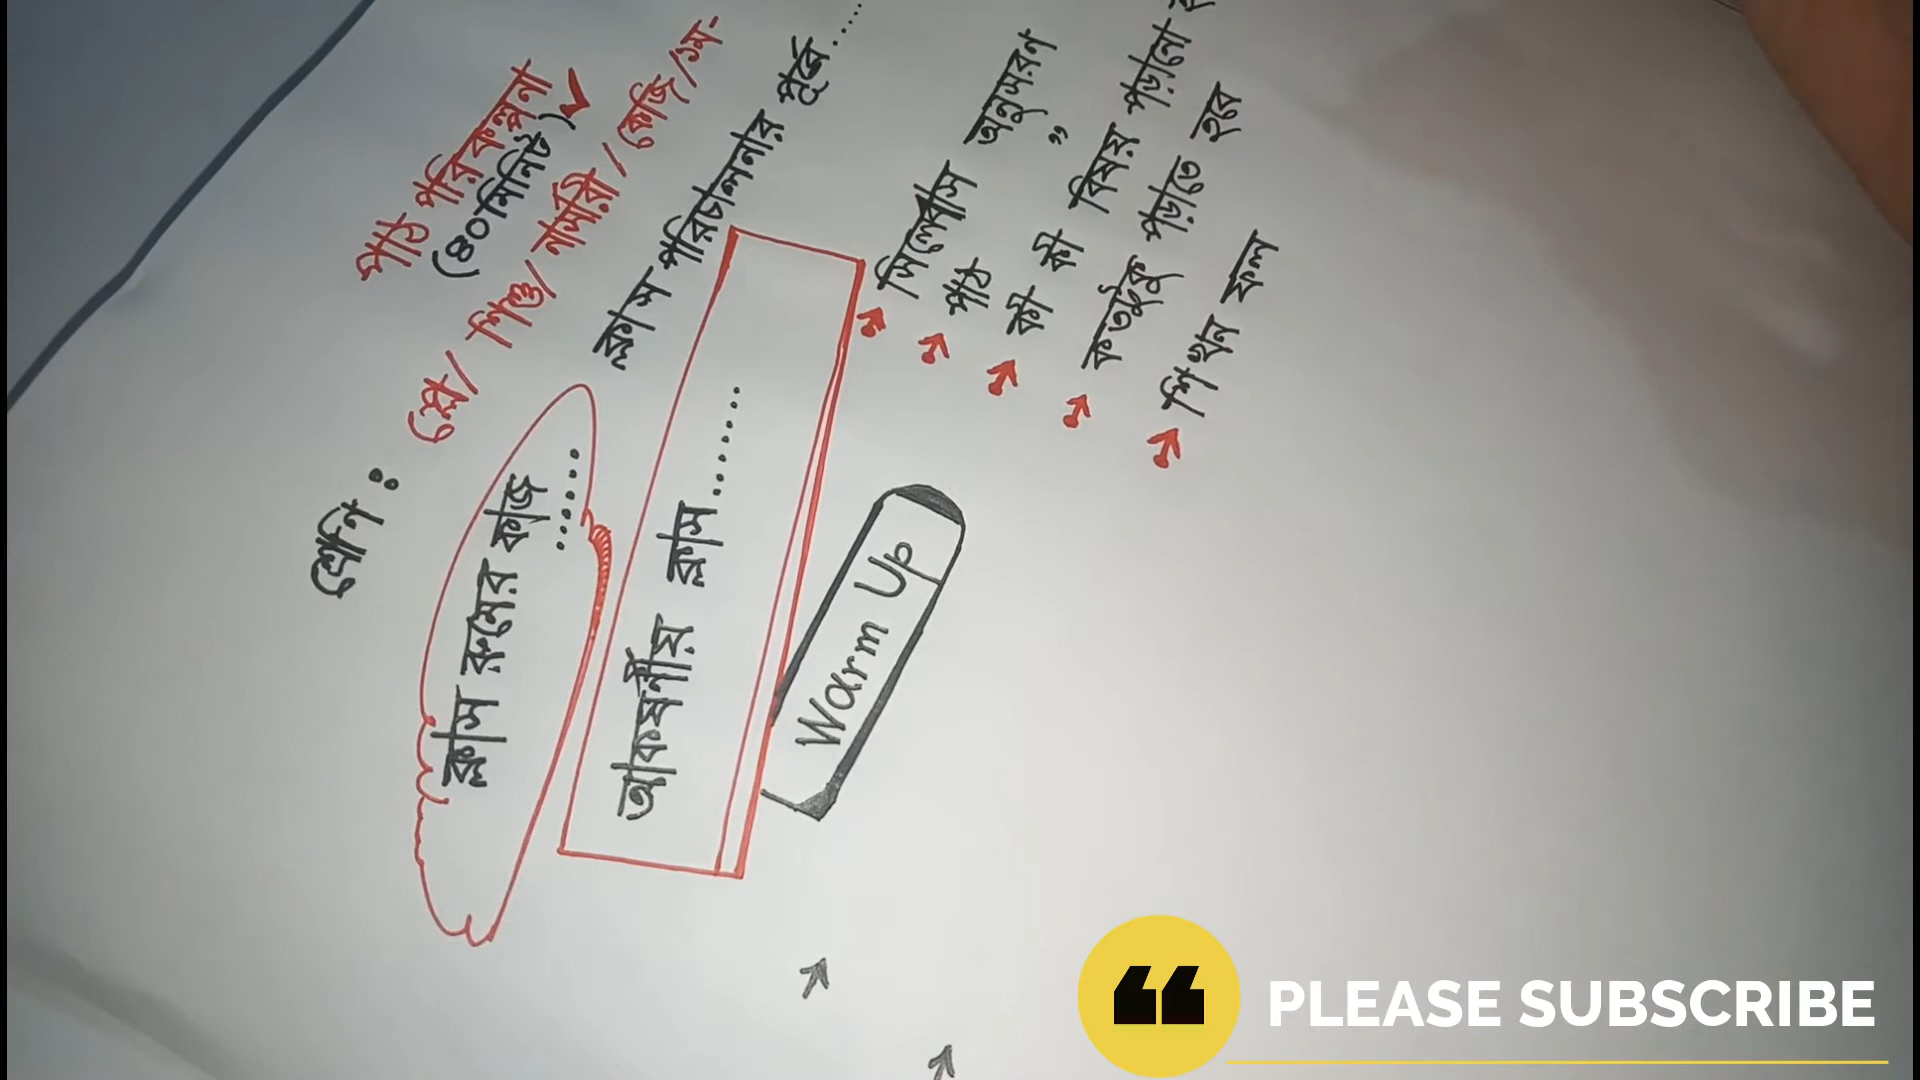 পাঠ পরিকল্পনা
(৪০মিনিট)
শ্রেণি : প্লে/ শিশু/ নার্সারী / কেজি /১ম-
ক্লাস রুমের কাজ ......
ক্লাস পরিচালনার পূর্বে.....
আকর্ষণীয় ক্লাস.......
সিলেবাস অনুসরণ
পাঠ "
কী কী বিষয় পড়ানো
কতটুকু পড়াতে হবে
শিখন ফল
Warm Up
PLEASE SUBSCRIBE